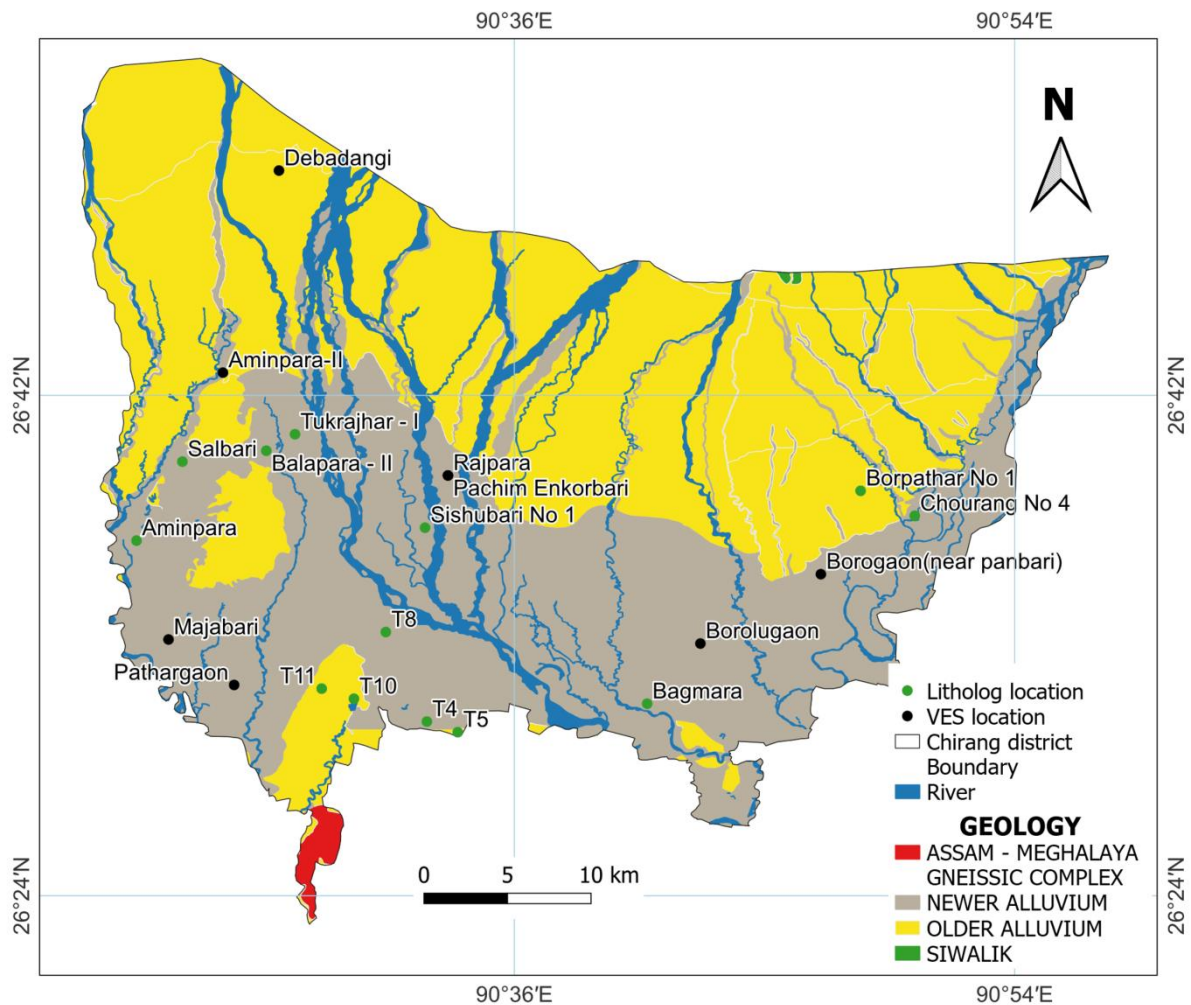 90°36′E
90°54′E
N
Debadangi
26°42′N
26°42′N
Aminpara-II
Tukrajhar - I
Salbari
Balapara - II
Rajpara
Pachim Enkorbari
Borpathar No 1
Chourang No 4
Sishubari No 1
Aminpara
Borogaon(near panbari)
T8
Majabari
Borolugaon
Pathargaon
T11
T10
Bagmara
T4
T5
Litholog location
VES location
Chirang district
Boundary
River
GEOLOGY
ASSAM - MEGHALAYA
GNEISSIC COMPLEX
NEWER ALLUVIUM
OLDER ALLUVIUM
SIWALIK
0 5 10 km
26°24′N
26°24′N
90°36′E
90°54′E